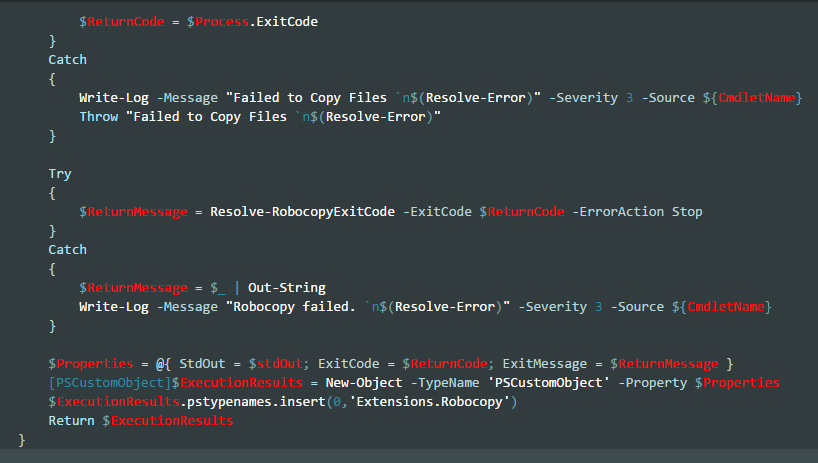 $ReturnCode = $Process.ExitCode
}
Catch
{
Write-Log -Message "Failed to Copy Files `n$(Resolve-Error)" -Severity 3 -Source ${CmdletName}
Throw "Failed to Copy Files `n$(Resolve-Error)"
}
Try
{
$ReturnMessage = Resolve-RobocopyExitCode -ExitCode $ReturnCode -ErrorAction Stop
}
Catch
{
$ReturnMessage = $_ | Out-String
Write-Log -Message "Robocopy failed. `n$(Resolve-Error)" -Severity 3 -Source ${CmdletName}
}
$Properties = @{ StdOut = $stdOut; ExitCode = $ReturnCode; ExitMessage = $ReturnMessage }
[PSCustomObject]$ExecutionResults = New-Object -TypeName 'PSCustomObject' -Property $Properties
$ExecutionResults.pstypenames.insert(0,'Extensions.Robocopy')
Return $ExecutionResults
}